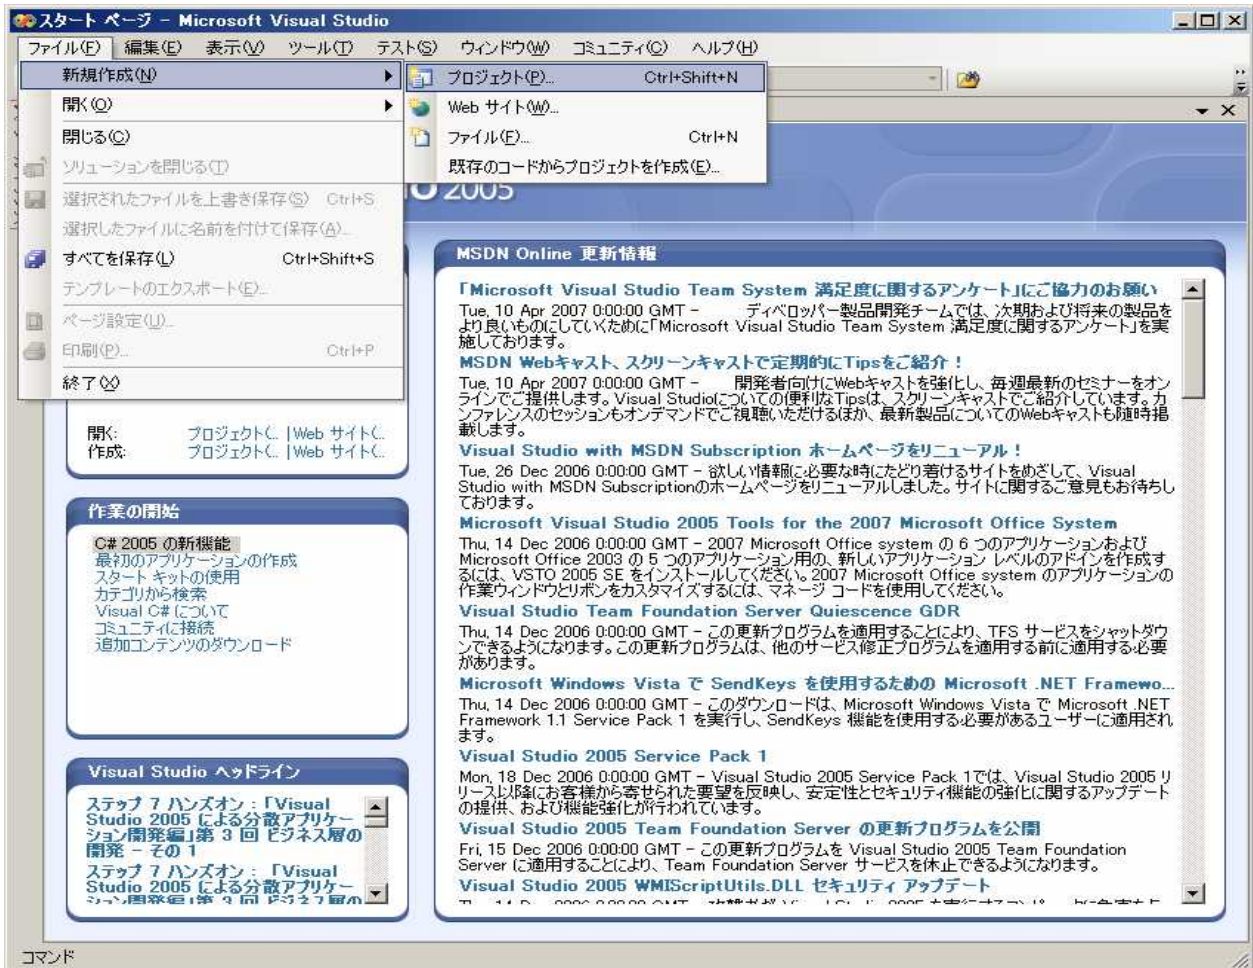 スタート ページ - Microsoft Visual Studio
ファイル(F) 編集(E) 表示(V) ツール(T) テスト(S) ウィンドウ(W) コミュニティ(C) ヘルプ(H)
新規作成(N)
開く(O)
閉じる(C)
ソリューションを閉じる(T)
選択されたファイルを上書き保存(S) Ctrl+S
選択したファイルに名前を付けて保存(A)...
すべてを保存(L) Ctrl+Shift+S
テンプレートのエクスポート(E)...
ページ設定(U)...
印刷(P)... Ctrl+P
終了(X)
プロジェクト(P)... Ctrl+Shift+N
Web サイト(W)...
ファイル(F)... Ctrl+N
既存のコードからプロジェクトを作成(E)...
2005
開く: プロジェクト(... | Web サイト(...
作成: プロジェクト(... | Web サイト(...
作業の開始
C# 2005 の新機能
最初のアプリケーションの作成
スタート キットの使用
カテゴリから検索
Visual C# について
コミュニティに接続
追加コンテンツのダウンロード
Visual Studio ヘッドライン
ステップ 7 ハンズオン : 「Visual
Studio 2005 による分散アプリケー
ション開発編」第 3 回 ビジネス層の
開発 - その 1
ステップ 7 ハンズオン : 「Visual
Studio 2005 による分散アプリケー
ション開発編」第 3 回 ビジネス層の
MSDN Online 更新情報
「Microsoft Visual Studio Team System 満足度に関するアンケート」にご協力のお願い
Tue, 10 Apr 2007 0:00:00 GMT - ディベロッパー製品開発チームでは、次期および将来の製品を
より良いものにしていくために「Microsoft Visual Studio Team System 満足度に関するアンケート」を実
施しております。
MSDN Webキャスト、スクリーンキャストで定期的にTipsをご紹介！
Tue, 10 Apr 2007 0:00:00 GMT - 開発者向けにWebキャストを強化し、毎週最新のセミナーをオン
ラインでご提供します。Visual Studioについての便利なTipsは、スクリーンキャストでご紹介しています。カ
ンファレンスのセッションもオンデマンドでご視聴いただけるほか、最新製品についてのWebキャストも随時掲
載します。
Visual Studio with MSDN Subscription ホームページをリニューアル！
Tue, 26 Dec 2006 0:00:00 GMT - 欲しい情報に必要な時にたどり着けるサイトをめざして、Visual
Studio with MSDN Subscriptionのホームページをリニューアルしました。サイトに関するご意見もお待ちし
ております。
Microsoft Visual Studio 2005 Tools for the 2007 Microsoft Office System
Thu, 14 Dec 2006 0:00:00 GMT - 2007 Microsoft Office system の 6 つのアプリケーションおよび
Microsoft Office 2003 の 5 つのアプリケーション用の、新しいアプリケーション レベルのアドインを作成す
るには、VSTO 2005 SE をインストールしてください。2007 Microsoft Office system のアプリケーションの
作業ウィンドウとリボンをカスタマイズするには、マネージ コードを使用してください。
Visual Studio Team Foundation Server Quiescence GDR
Thu, 14 Dec 2006 0:00:00 GMT - この更新プログラムを適用することにより、TFS サービスをシャットダウ
ンできるようになります。この更新プログラムは、他のサービス修正プログラムを適用する前に適用する必要
があります。
Microsoft Windows Vista で SendKeys を使用するための Microsoft .NET Framewo...
Thu, 14 Dec 2006 0:00:00 GMT - このダウンロードは、Microsoft Windows Vista で Microsoft .NET
Framework 1.1 Service Pack 1 を実行し、SendKeys 機能を使用する必要があるユーザーに適用され
ます。
Visual Studio 2005 Service Pack 1
Mon, 18 Dec 2006 0:00:00 GMT - Visual Studio 2005 Service Pack 1では、Visual Studio 2005 リ
リース以降にお客様から寄せられた要望を反映し、安定性とセキュリティ機能の強化に関するアップデート
の提供、および機能強化が行われています。
Visual Studio 2005 Team Foundation Server の更新プログラムを公開
Fri, 15 Dec 2006 0:00:00 GMT - この更新プログラムを Visual Studio 2005 Team Foundation
Server に適用することにより、Team Foundation Server サービスを休止できるようになります。
Visual Studio 2005 WMIScriptUtils.DLL セキュリティ アップデート
コマンド